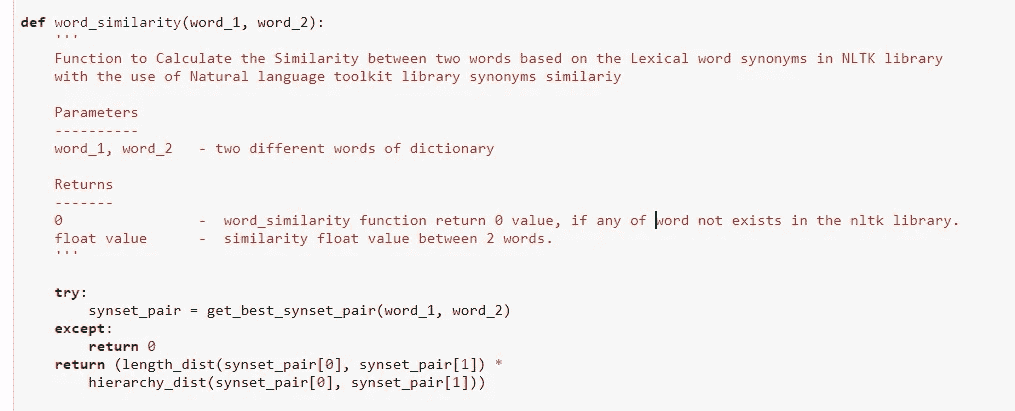 def word_similarity(word_1, word_2):
'''
Function to Calculate the Similarity between two words based on the Lexical word synonyms in NLTK library
with the use of Natural language toolkit library synonyms similariy
Parameters
----------
word_1, word_2   - two different words of dictionary
Returns
-------
0                -  word_similarity function return 0 value, if any of word not exists in the nltk library.
float value      -  similarity float value between 2 words.
'''
try:
synset_pair = get_best_synset_pair(word_1, word_2)
except:
return 0
return (length_dist(synset_pair[0], synset_pair[1]) *
hierarchy_dist(synset_pair[0], synset_pair[1]))